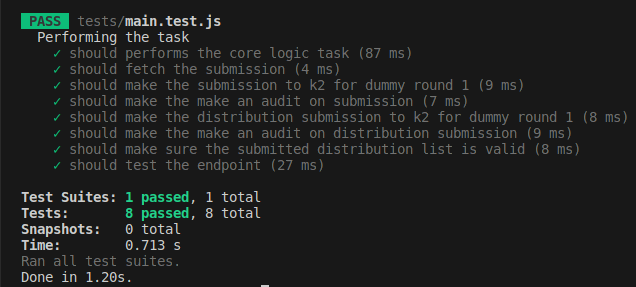 PASS tests/main.test.js
Performing the task
✓ should performs the core logic task (87 ms)
✓ should fetch the submission (4 ms)
✓ should make the submission to k2 for dummy round 1 (9 ms)
✓ should make the make an audit on submission (7 ms)
✓ should make the distribution submission to k2 for dummy round 1 (8 ms)
✓ should make the make an audit on distribution submission (9 ms)
✓ should make sure the submitted distribution list is valid (8 ms)
✓ should test the endpoint (27 ms)
Test Suites: 1 passed, 1 total
Tests: 8 passed, 8 total
Snapshots: 0 total
Time: 0.713 s
Ran all test suites.
Done in 1.20s.